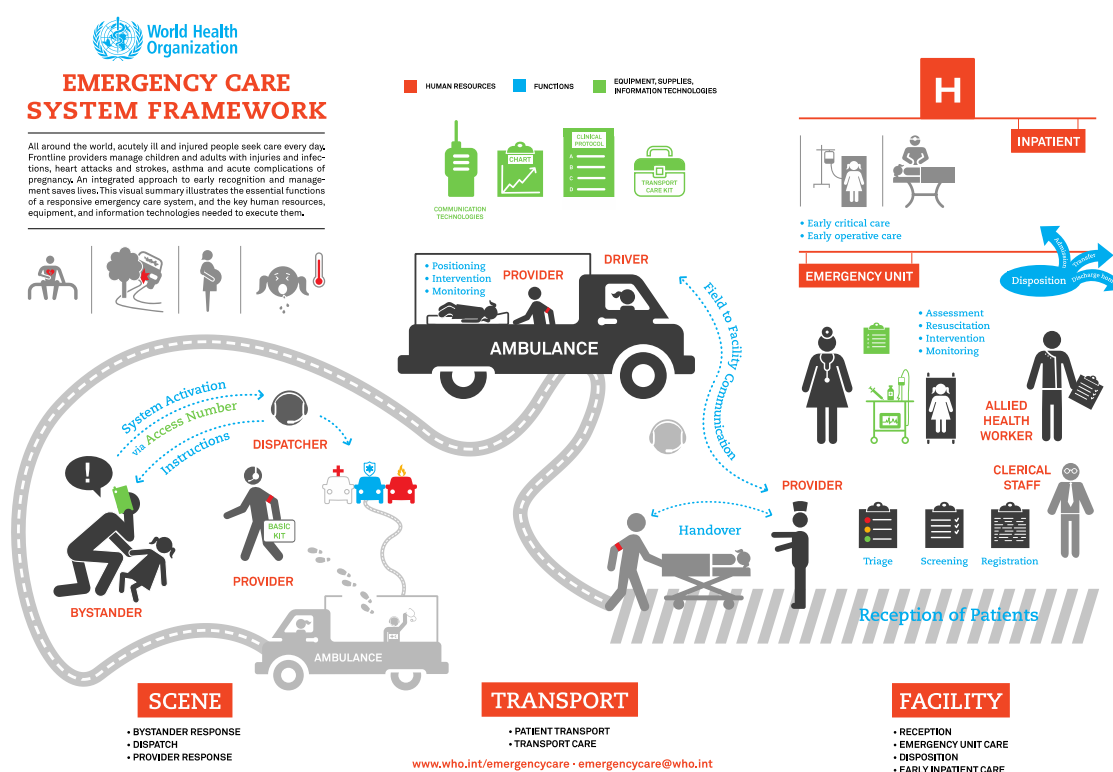 World Health
Organization
EMERGENCY CARE
SYSTEM FRAMEWORK
All around the world, acutely ill and injured people seek care every day.
Frontline providers manage children and adults with injuries and infec-
tions, heart attacks and strokes, asthma and acute complications of
pregnancy. An integrated approach to early recognition and manage-
ment saves lives. This visual summary illustrates the essential functions
of a responsive emergency care system, and the key human resources,
equipment, and information technologies needed to execute them.
HUMAN RESOURCES
FUNCTIONS
EQUIPMENT, SUPPLIES,
INFORMATION TECHNOLOGIES
COMMUNICATION
TECHNOLOGIES
CHART
CLINICAL
PROTOCOL
A
B
C
D
TRANSPORT
CARE KIT
H
INPATIENT
• Early critical care
• Early operative care
EMERGENCY UNIT
Disposition
Admission
Transfer
Discharge home
• Assessment
• Resuscitation
• Intervention
• Monitoring
ALLIED
HEALTH
WORKER
CLERICAL
STAFF
Triage
Screening
Registration
Reception of Patients
• Positioning
• Intervention
• Monitoring
PROVIDER
DRIVER
AMBULANCE
Field to Facility Communication
PROVIDER
Handover
System Activation
via Access Number
Instructions
DISPATCHER
!
BYSTANDER
BASIC
KIT
PROVIDER
AMBULANCE
SCENE
• BYSTANDER RESPONSE
• DISPATCH
• PROVIDER RESPONSE
TRANSPORT
• PATIENT TRANSPORT
• TRANSPORT CARE
www.who.int/emergencycare · emergencycare@who.int
FACILITY
• RECEPTION
• EMERGENCY UNIT CARE
• DISPOSITION
• EARLY INPATIENT CARE